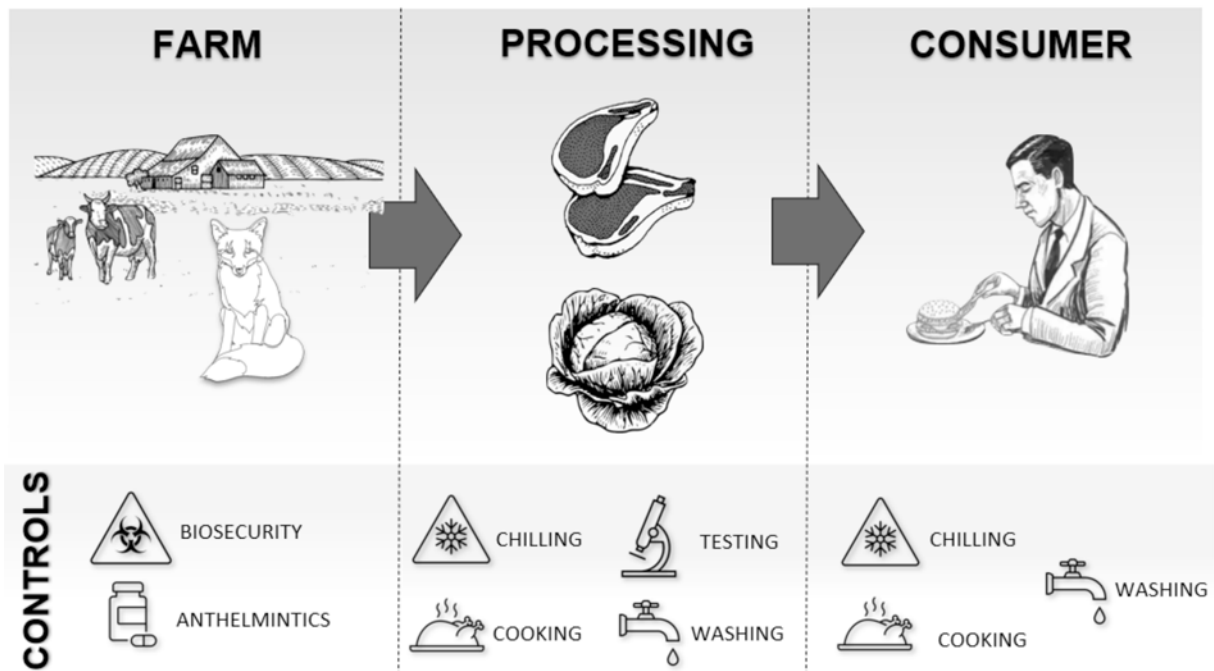 FARM
PROCESSING
CONSUMER
CONTROLS
BIOSECURITY
ANTHELMINTICS
CHILLING
TESTING
COOKING
WASHING
CHILLING
WASHING
COOKING